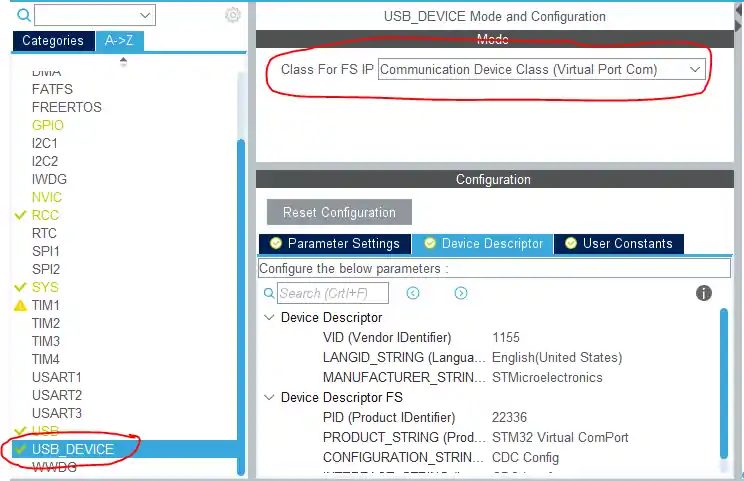 Categories
A->Z
DMA
FATFS
FREERTOS
GPIO
I2C1
I2C2
IWDG
NVIC
RCC
RTC
SPI1
SPI2
SYS
TIM1
TIM2
TIM3
TIM4
USART1
USART2
USART3
USB
USB_DEVICE
WWDG
USB_DEVICE Mode and Configuration
Mode
Class For FS IP Communication Device Class (Virtual Port Com)
Configuration
Reset Configuration
Parameter Settings
Device Descriptor
User Constants
Configure the below parameters :
Search (Crtl+F)
Device Descriptor
VID (Vendor IDentifier) 1155
LANGID_STRING (Langua... English(United States)
MANUFACTURER_STRIN... STMicroelectronics
Device Descriptor FS
PID (Product IDentifier) 22336
PRODUCT_STRING (Prod... STM32 Virtual ComPort
CONFIGURATION_STRIN... CDC Config